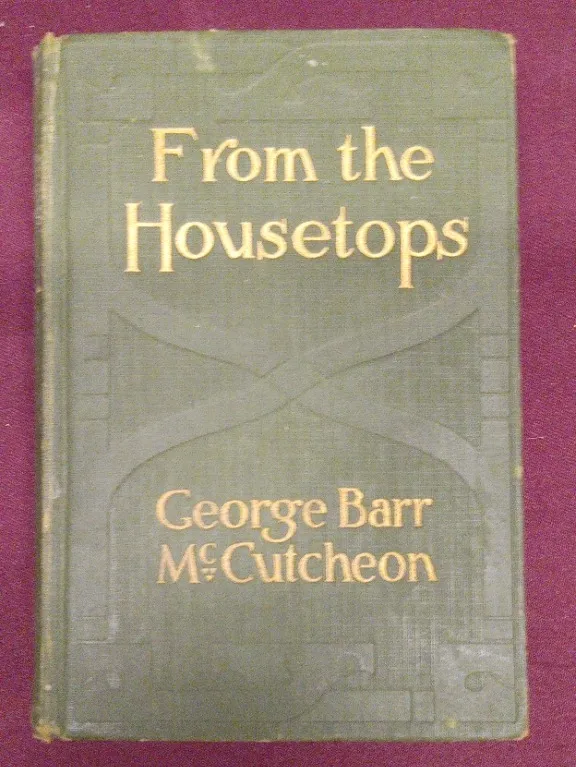 From the
Housetops
George Barr
McCutcheon